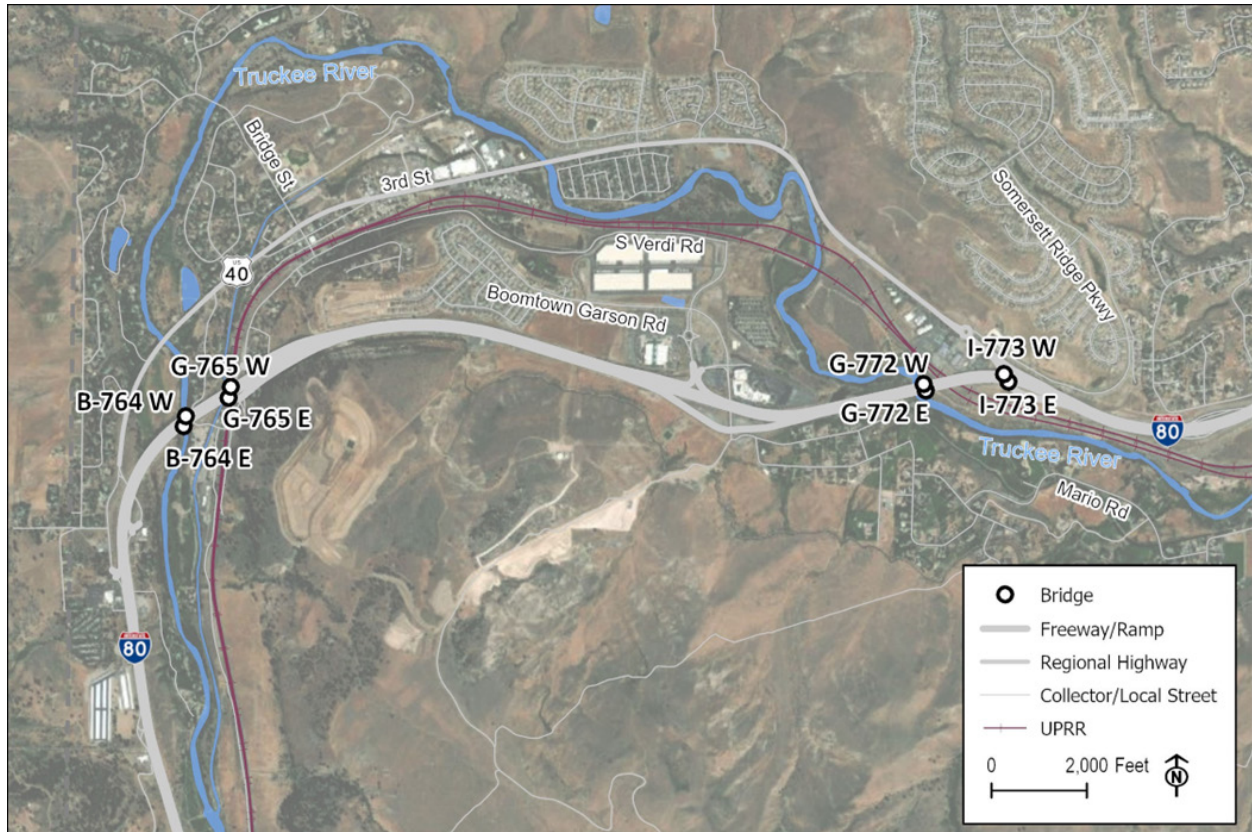 Truckee River
Bridge St
3rd St
Somersett Ridge Pkwy
S Verdi Rd
US
40
Boomtown Garson Rd
I-773 W
G-765 W
G-772 W
B-764 W
G-765 E
G-772 E
I-773 E
B-764 E
80
Truckee River
Mario Rd
80
Bridge
Freeway/Ramp
Regional Highway
Collector/Local Street
UPRR
0 2,000 Feet
N